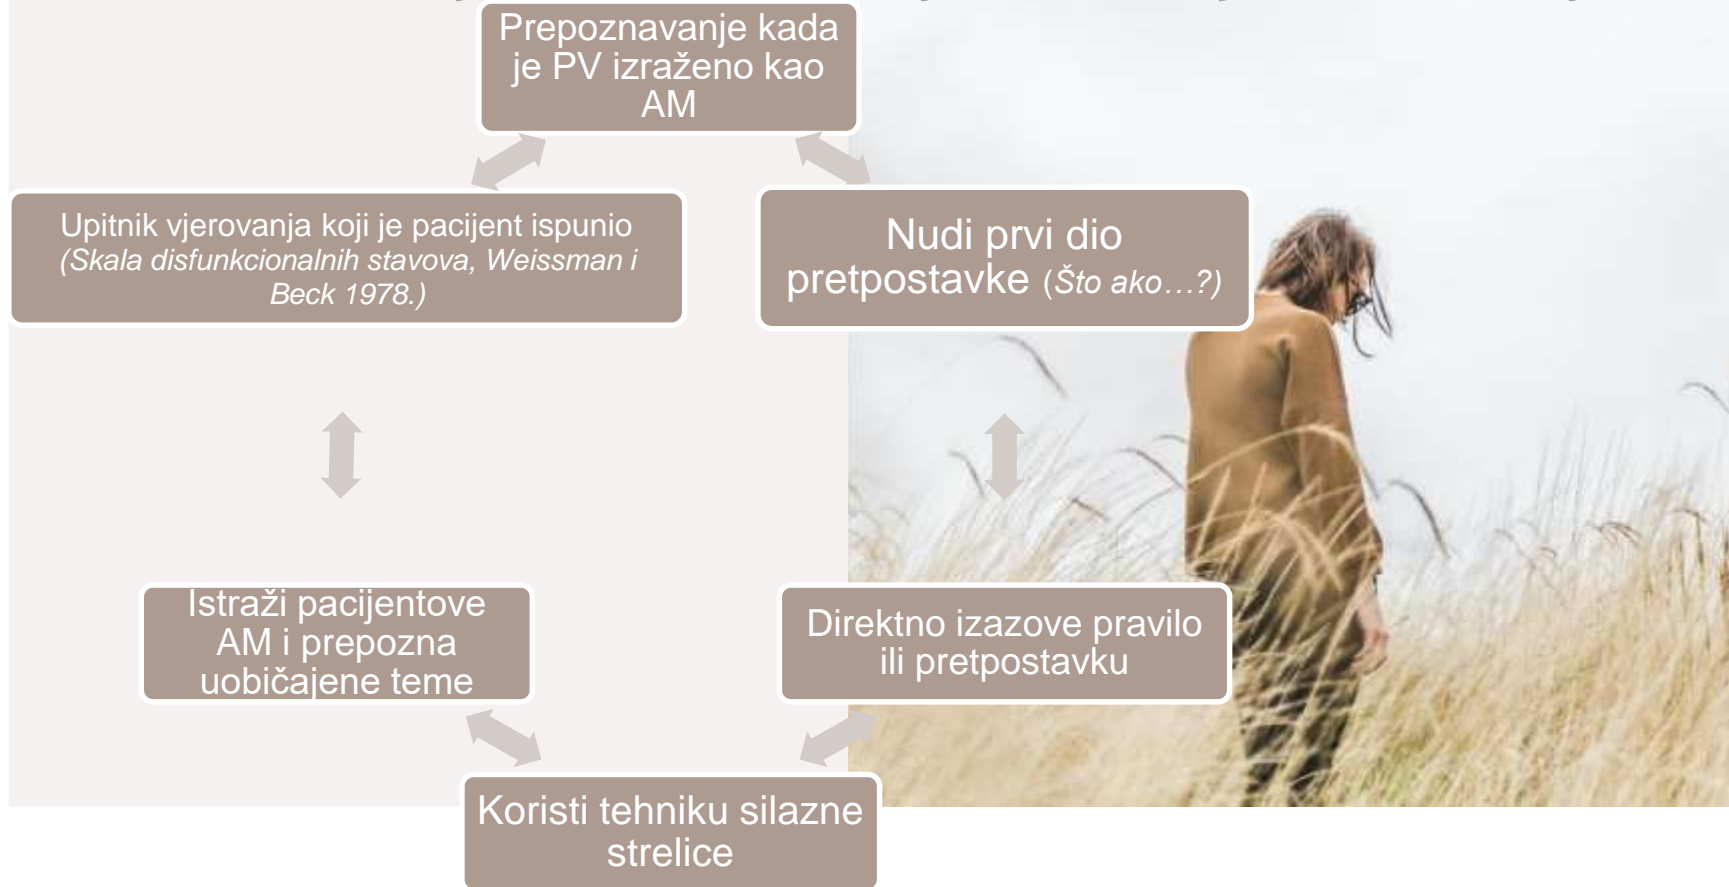 Prepoznavanje kada
je PV izraženo kao
AM
Upitnik vjerovanja koji je pacijent ispunio
(Skala disfunkcionalnih stavova, Weissman i
Beck 1978.)
Nudi prvi dio
pretpostavke (Što ako…?)
Istraži pacijentove
AM i prepozna
uobičajene teme
Direktno izazove pravilo
ili pretpostavku
Koristi tehniku silazne
strelice